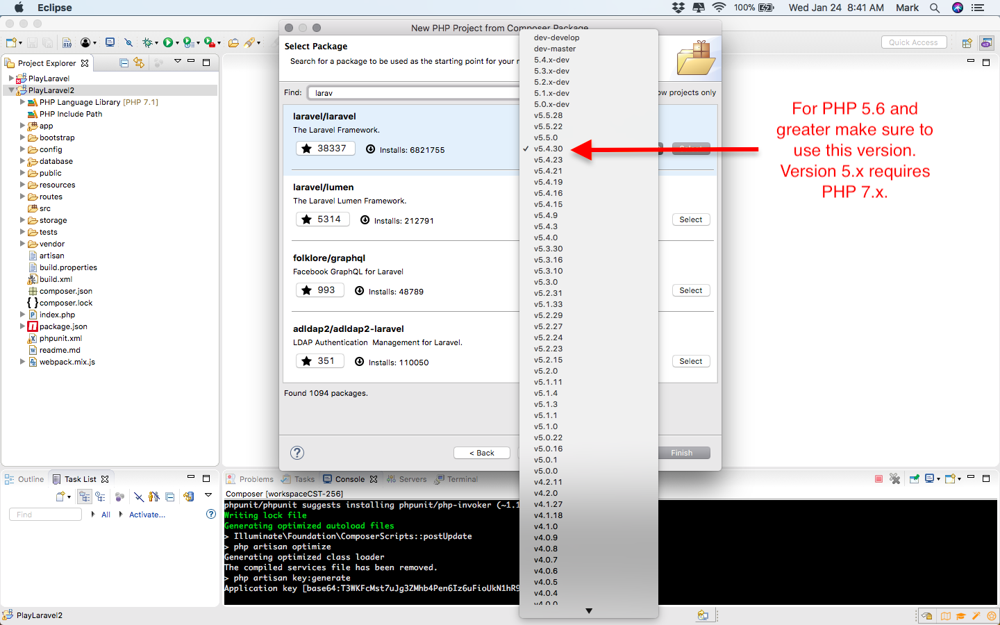 Eclipse
100%
Wed Jan 24 8:41 AM
Mark
New PHP Project from Composer Package
Quick Access
Project Explorer
PlayLaravel
PlayLaravel2
PHP Language Library [PHP 7.1]
PHP Include Path
app
bootstrap
config
database
public
resources
routes
src
storage
tests
vendor
artisan
build.properties
build.xml
composer.json
composer.lock
index.php
package.json
phpunit.xml
readme.md
webpack.mix.js
Select Package
Search for a package to be used as the starting point for your
Find:
larav
projects only
laravel/laravel
The Laravel Framework.
38337
Installs: 6821755
laravel/lumen
The Laravel Lumen Framework.
5314
Installs: 212791
Select
folklore/graphql
Facebook GraphQL for Laravel
993
Installs: 48789
Select
adldap2/adldap2-laravel
LDAP Authentication Management for Laravel.
351
Installs: 110050
Select
Found 1094 packages.
?
< Back
Finish
dev-develop
dev-master
5.4.x-dev
5.3.x-dev
5.2.x-dev
5.1.x-dev
5.0.x-dev
v5.5.28
v5.5.22
v5.5.0
✓ v5.4.30
v5.4.23
v5.4.21
v5.4.19
v5.4.16
v5.4.15
v5.4.9
v5.4.3
v5.4.0
v5.3.30
v5.3.16
v5.3.10
v5.3.0
v5.2.31
v5.1.33
v5.2.29
v5.2.27
v5.2.24
v5.2.23
v5.2.15
v5.2.0
v5.1.11
v5.1.4
v5.1.3
v5.1.1
v5.1.0
v5.0.22
v5.0.16
v5.0.1
v5.0.0
v4.2.11
v4.2.0
v4.1.27
v4.1.18
v4.1.0
v4.0.9
v4.0.8
v4.0.7
v4.0.6
v4.0.5
v4.0.4
v4.0.0
For PHP 5.6 and
greater make sure to
use this version.
Version 5.x requires
PHP 7.x.
Outline
Task List
Find
All
Activate...
?
Problems
Tasks
Console
Servers
Terminal
Composer [workspaceCST-256]
phpunit/phpunit suggests installing phpunit/php-invoker (~1.1
Writing lock file
Generating optimized autoload files
> Illuminate\Foundation\ComposerScripts::postUpdate
> php artisan optimize
Generating optimized class loader
The compiled services file has been removed.
> php artisan key:generate
Application key [base64:T3WKFcMst7uJg3ZMhb4Pen6Iz6uFioUkN1hR9
PlayLaravel2